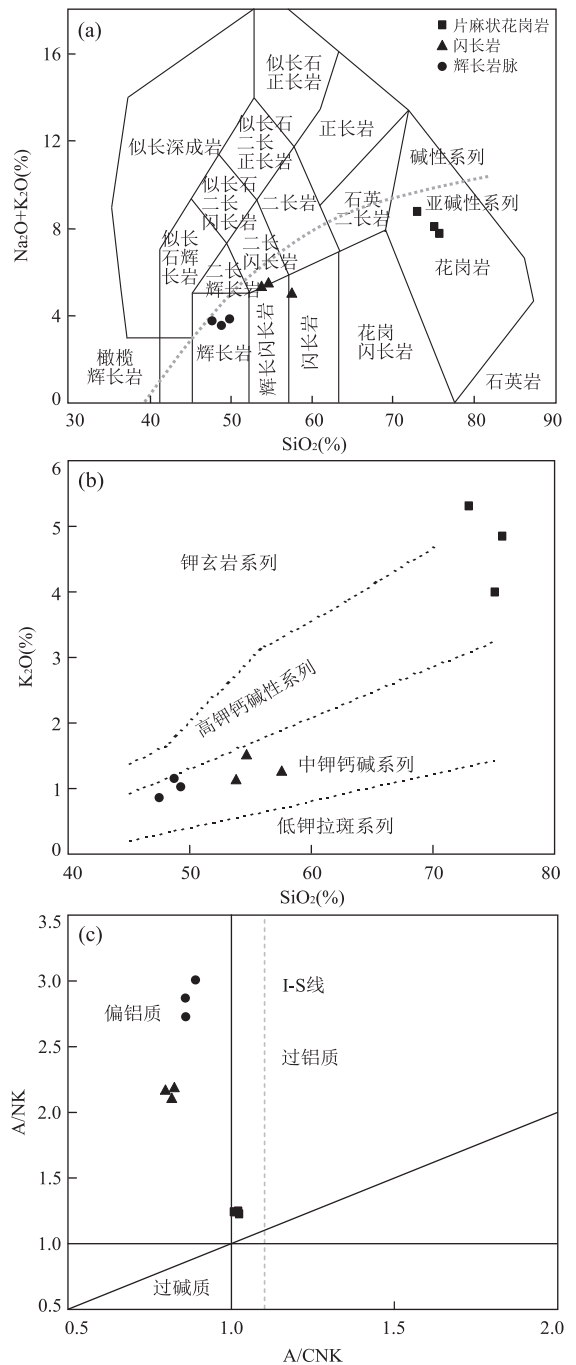 (a)
片麻状花岗岩
闪长岩
辉长岩脉
18
16
12
8
4
0
Na₂O+K₂O(%)
似长石
正长岩
似长深成岩
似长石
二长
正长岩
正长岩
碱性系列
似长石
二长
闪长岩
二长岩
石英
二长岩
亚碱性系列
似长
石辉
长岩
二长
闪长岩
二长
辉长岩
花岗岩
橄榄
辉长岩
辉长岩
辉长闪长岩
闪长岩
花岗
闪长岩
石英岩
30 40 50 60 70 80 90
SiO₂(%)
(b)
6
5
4
3
2
1
0
K₂O(%)
钾玄岩系列
高钾钙碱性系列
中钾钙碱系列
低钾拉斑系列
40 50 60 70 80
SiO₂(%)
(c)
3.5
3.0
2.5
2.0
1.5
1.0
0.5
A/NK
偏铝质
I-S线
过铝质
过碱质
0.5 1.0 1.5 2.0
A/CNK